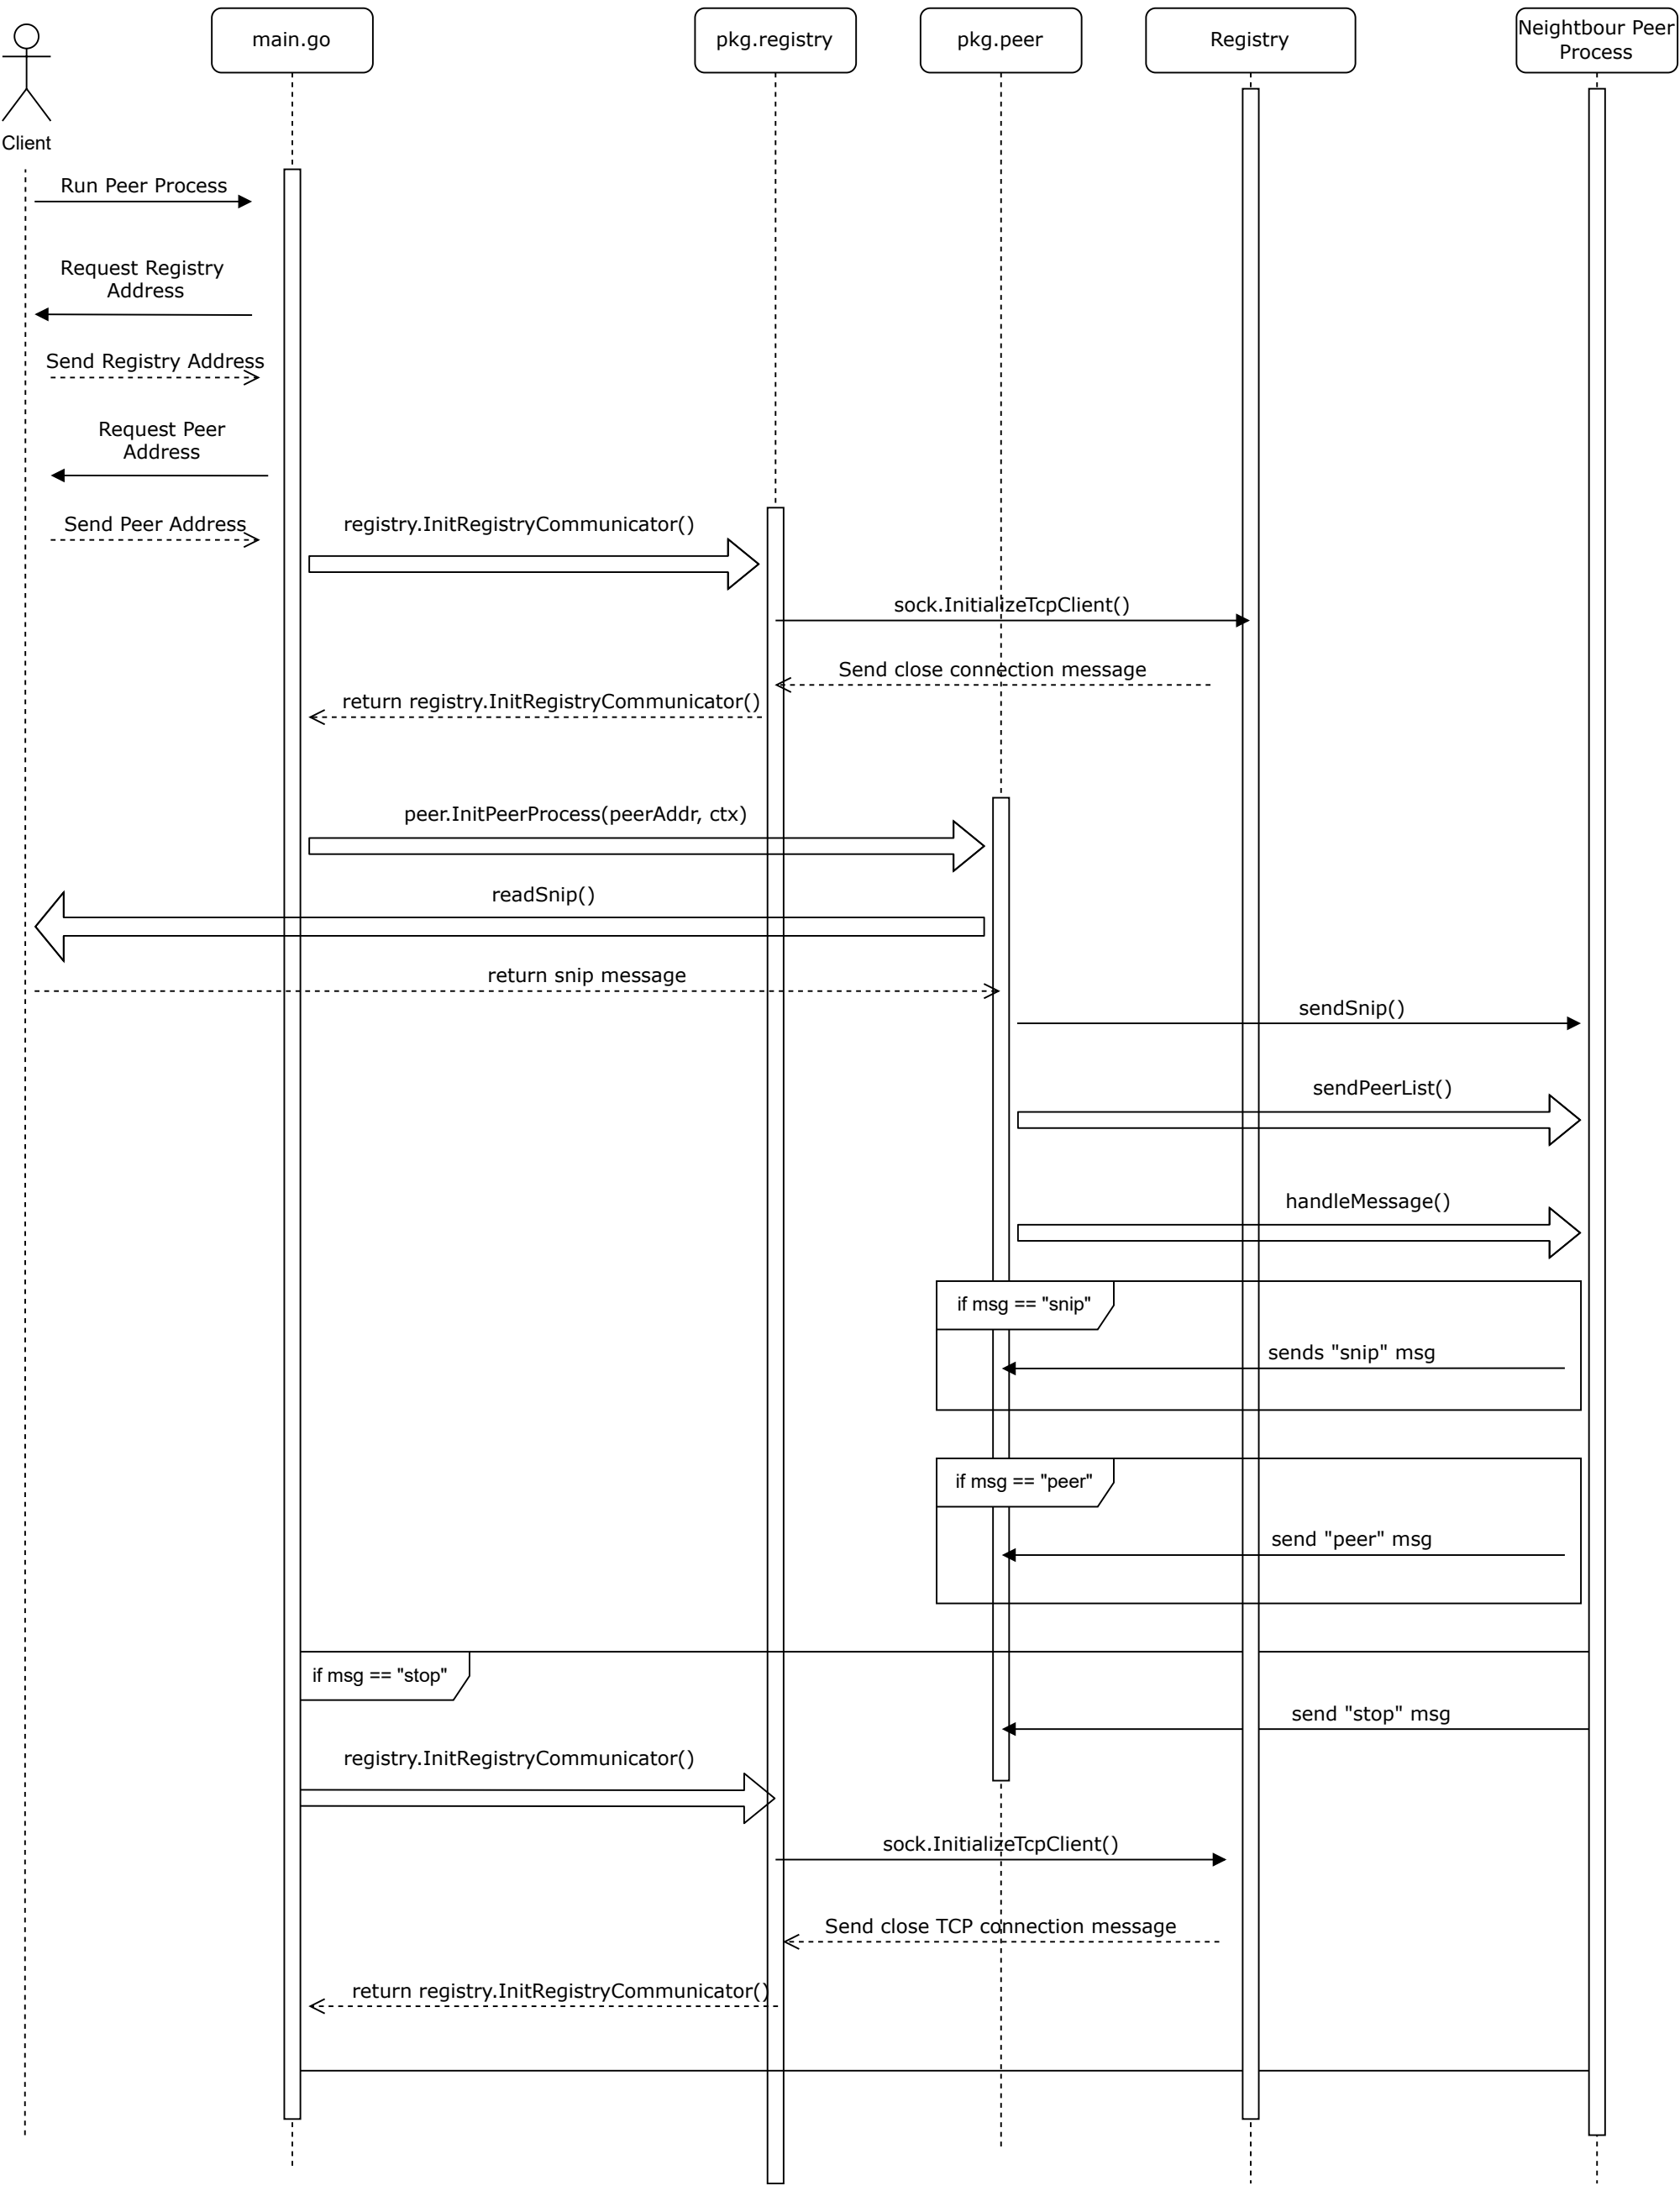 main.go
pkg.registry
pkg.peer
Registry
Neightbour Peer
Process
Client
Run Peer Process
Request Registry
Address
Send Registry Address
Request Peer
Address
Send Peer Address
registry.InitRegistryCommunicator()
sock.InitializeTcpClient()
Send close connection message
return registry.InitRegistryCommunicator()
peer.InitPeerProcess(peerAddr, ctx)
readSnip()
return snip message
sendSnip()
sendPeerList()
handleMessage()
if msg == "snip"
sends "snip" msg
if msg == "peer"
send "peer" msg
if msg == "stop"
send "stop" msg
registry.InitRegistryCommunicator()
sock.InitializeTcpClient()
Send close TCP connection message
return registry.InitRegistryCommunicator()